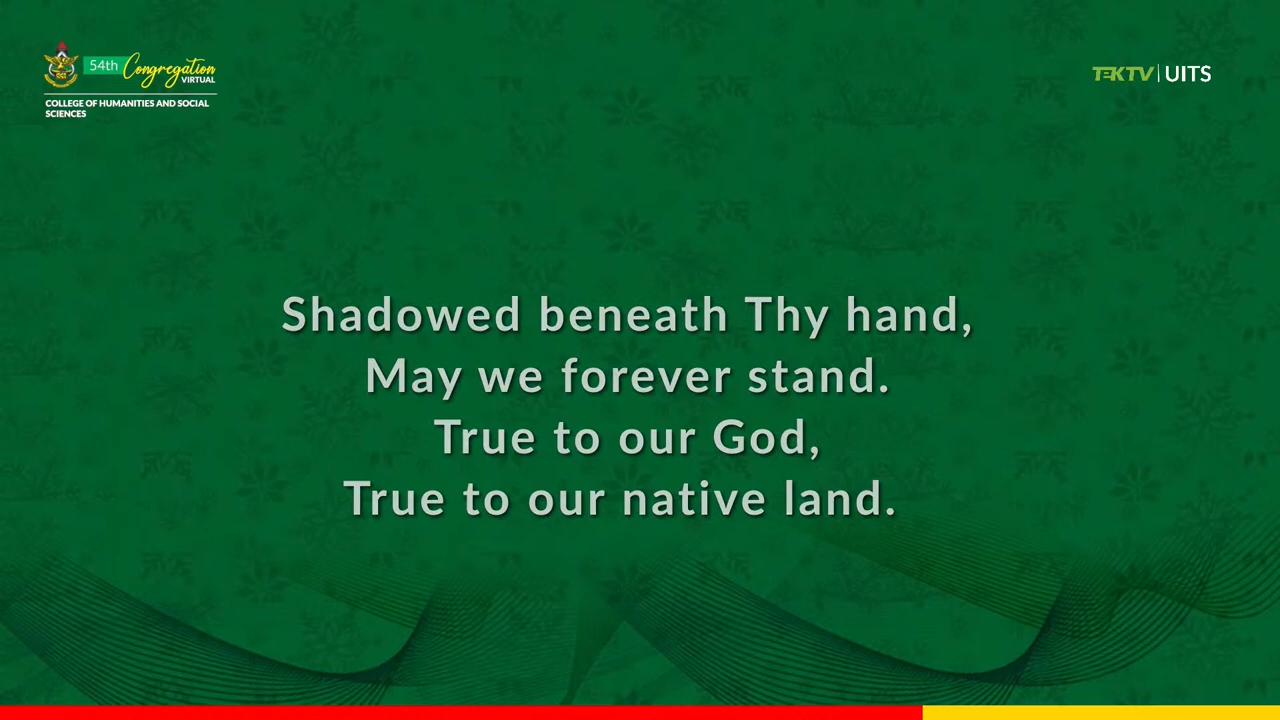 54th Congregation
VIRTUAL
COLLEGE OF HUMANITIES AND SOCIAL
SCIENCES
TEKTV | UITS
Shadowed beneath Thy hand,
May we forever stand.
True to our God,
True to our native land.